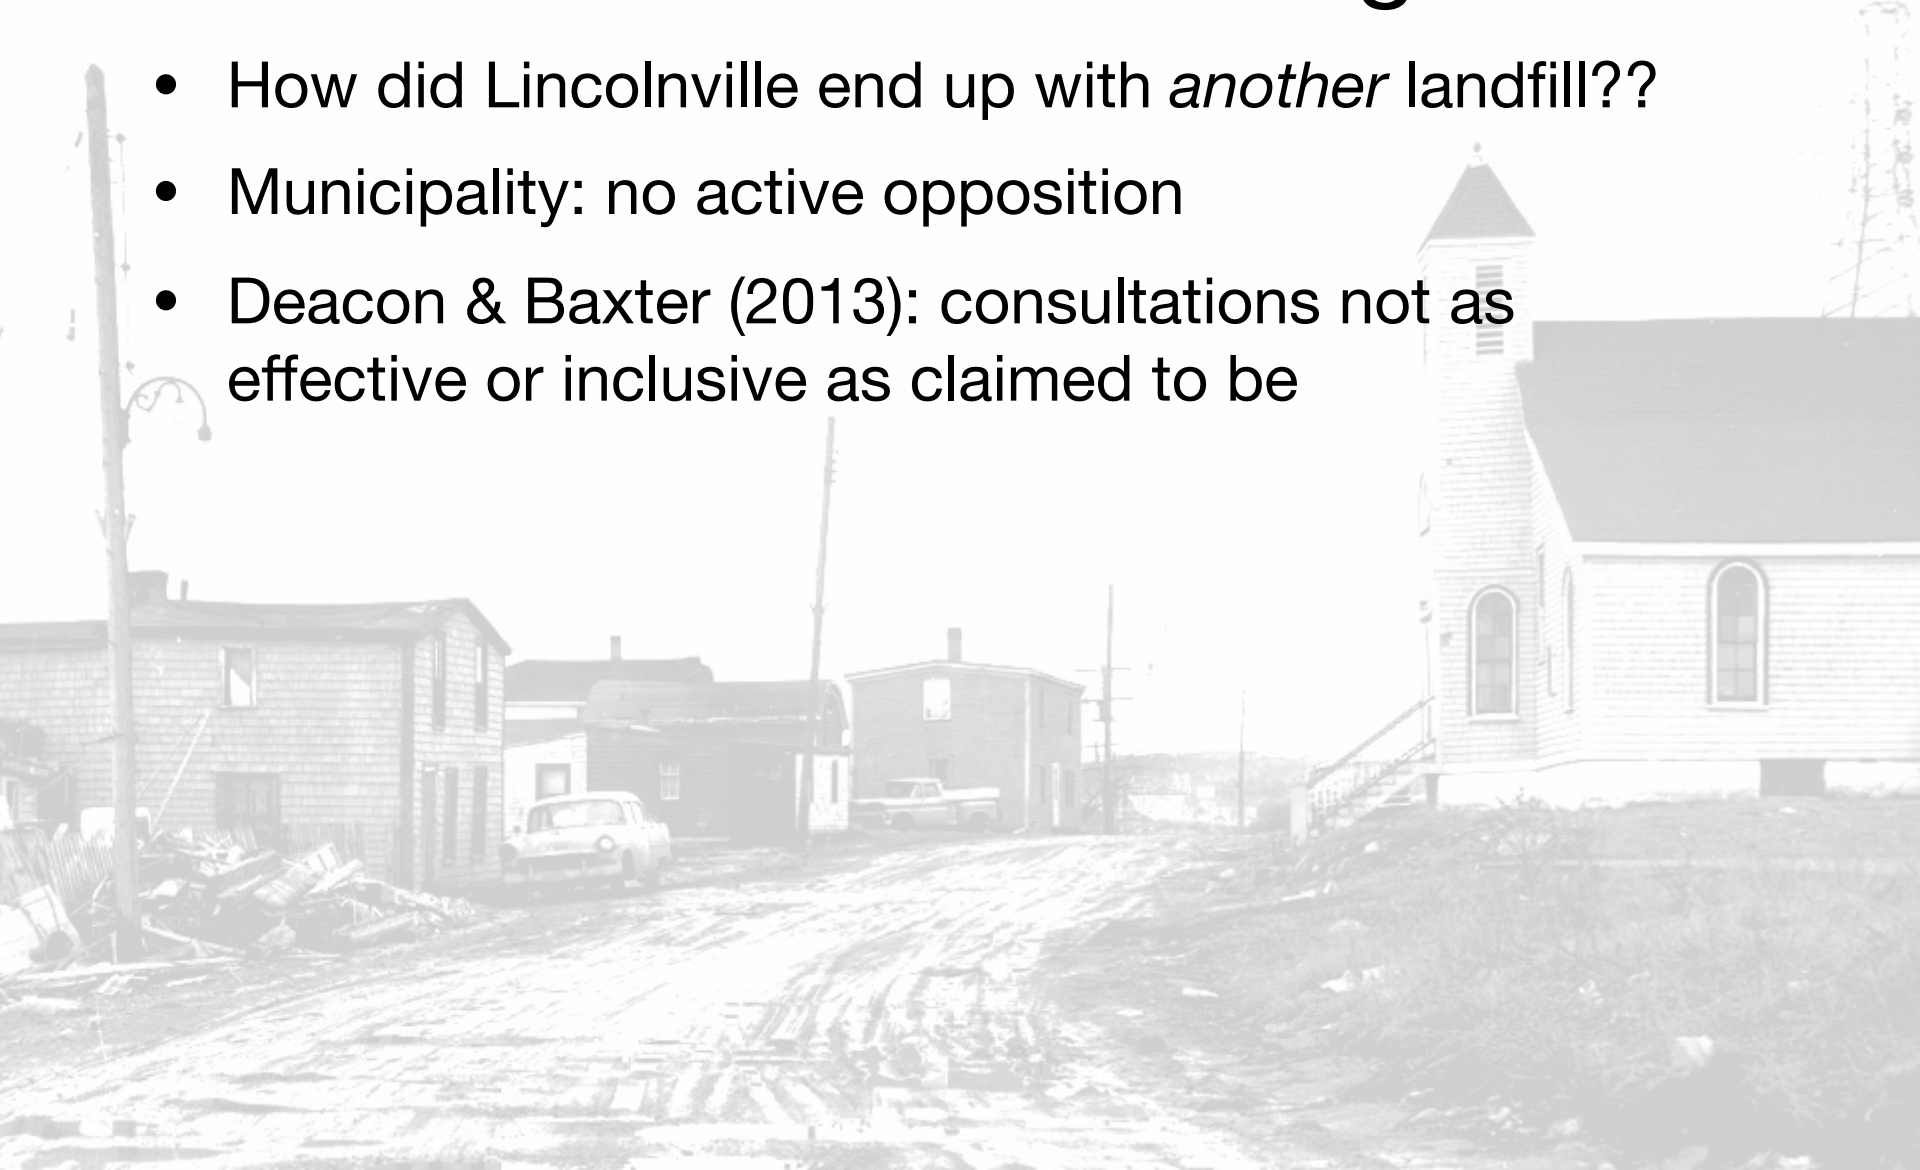 • How did Lincolnville end up with another landfill??
• Municipality: no active opposition
• Deacon & Baxter (2013): consultations not as
effective or inclusive as claimed to be